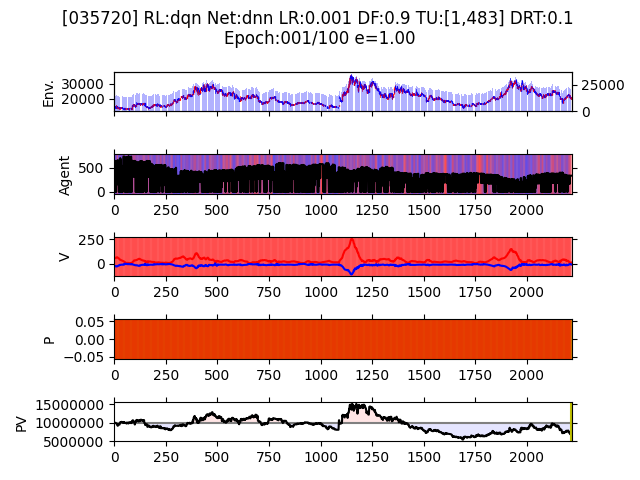 [035720] RL:dqn Net:dnn LR:0.001 DF:0.9 TU:[1,483] DRT:0.1
Epoch:001/100 e=1.00
Env.
30000
20000
25000
0
Agent
500
0
0 250 500 750 1000 1250 1500 1750 2000
V
250
0
0 250 500 750 1000 1250 1500 1750 2000
P
0.05
0.00
−0.05
0 250 500 750 1000 1250 1500 1750 2000
PV
15000000
10000000
5000000
0 250 500 750 1000 1250 1500 1750 2000